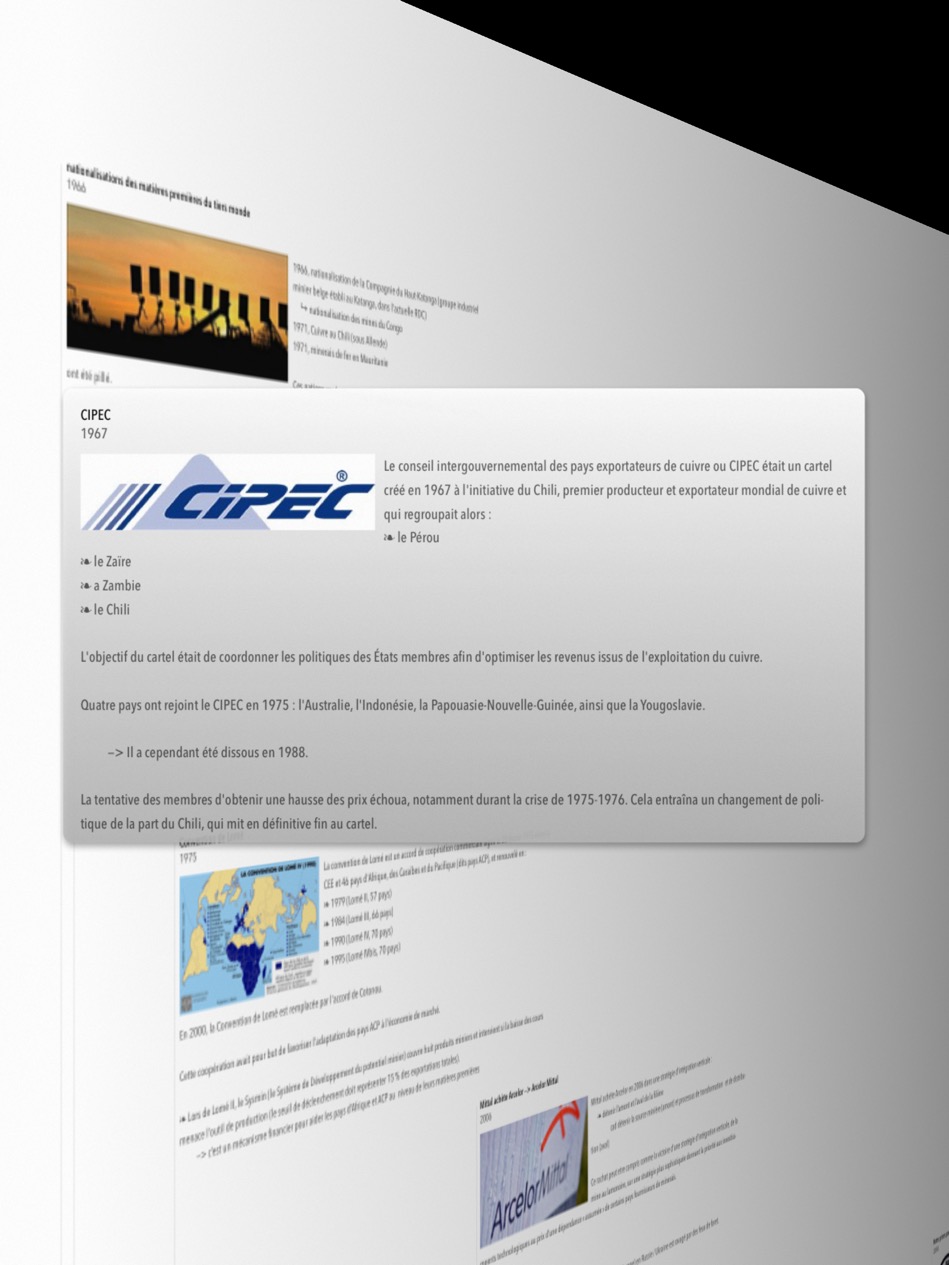 nationalisations des matières premières du tiers monde
1966
1966, nationalisation de la Compagnie du Haut-Katanga (groupe industriel
minier belge établi au Katanga, dans l'actuelle RDC)
↳ nationalisation des mines du Congo
1971, Cuivre au Chili (sous Allende)
1971, minerais de fer en Mauritanie
ont été pillé.
CIPEC
1967
CiPEC®
Le conseil intergouvernemental des pays exportateurs de cuivre ou CIPEC était un cartel
créé en 1967 à l'initiative du Chili, premier producteur et exportateur mondial de cuivre et
qui regroupait alors :
❧ le Pérou
❧ le Zaïre
❧ a Zambie
❧ le Chili
L'objectif du cartel était de coordonner les politiques des États membres afin d'optimiser les revenus issus de l'exploitation du cuivre.
Quatre pays ont rejoint le CIPEC en 1975 : l'Australie, l'Indonésie, la Papouasie-Nouvelle-Guinée, ainsi que la Yougoslavie.
—> Il a cependant été dissous en 1988.
La tentative des membres d'obtenir une hausse des prix échoua, notamment durant la crise de 1975-1976. Cela entraîna un changement de poli-
tique de la part du Chili, qui mit en définitive fin au cartel.
1975
LA CONVENTION DE LOMÉ IV (1990)
La convention de Lomé est un accord de coopération commerciale
CEE et 46 pays d'Afrique, des Caraïbes et du Pacifique (dits pays ACP), et renouvelé en:
❧ 1979 (Lomé II, 57 pays)
❧ 1984 (Lomé III, 66 pays)
❧ 1990 (Lomé IV, 70 pays)
❧ 1995 (Lomé IVbis, 70 pays)
En 2000, la Convention de Lomé est remplacée par l'accord de Cotonou.
Cette coopération avait pour but de favoriser l'adaptation des pays ACP à l'économie de marché.
❧ Lors de Lomé II, le Sysmin (le Système de Développement du potentiel minier) couvre huit produits miniers et intervient si la baisse des cours
menace l'outil de production (le seuil de déclenchement doit représenter 15 % des exportations totales).
—> c'est un mécanisme financier pour aider les pays d'Afrique et ACP au niveau de leurs matières premières
Mittal achète Arcelor —> Arcelor Mittal
2006
ArcelorMittal
Mittal achète Arcelor en 2006 dans une stratégie d'intégration verticale